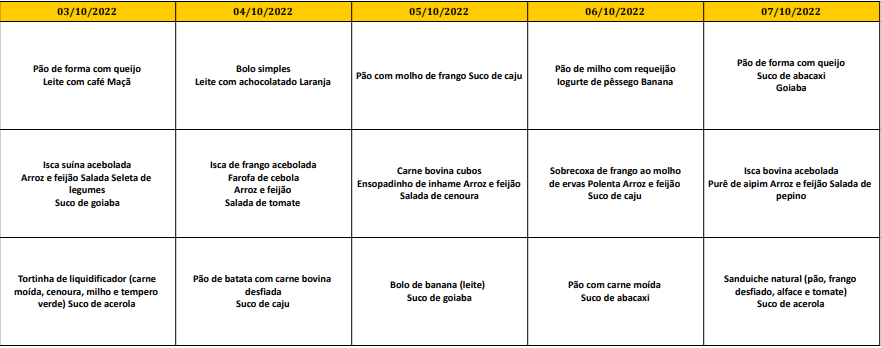 03/10/2022
04/10/2022
05/10/2022
06/10/2022
07/10/2022
Pão de forma com queijo
Leite com café Maçã
Bolo simples
Leite com achocolatado Laranja
Pão com molho de frango Suco de caju
Pão de milho com requeijão
Iogurte de pêssego Banana
Pão de forma com queijo
Suco de abacaxi
Goiaba
Isca suína acebolada
Arroz e feijão Salada Seleta de
legumes
Suco de goiaba
Isca de frango acebolada
Farofa de cebola
Arroz e feijão
Salada de tomate
Carne bovina cubos
Ensopadinho de inhame Arroz e feijão
Salada de cenoura
Sobrecoxa de frango ao molho
de ervas Polenta Arroz e feijão
Suco de caju
Isca bovina acebolada
Purê de aipim Arroz e feijão Salada de
pepino
Tortinha de liquidificador (carne
moída, cenoura, milho e tempero
verde) Suco de acerola
Pão de batata com carne bovina
desfiada
Suco de caju
Bolo de banana (leite)
Suco de goiaba
Pão com carne moída
Suco de abacaxi
Sanduiche natural (pão, frango
desfiado, alface e tomate)
Suco de acerola